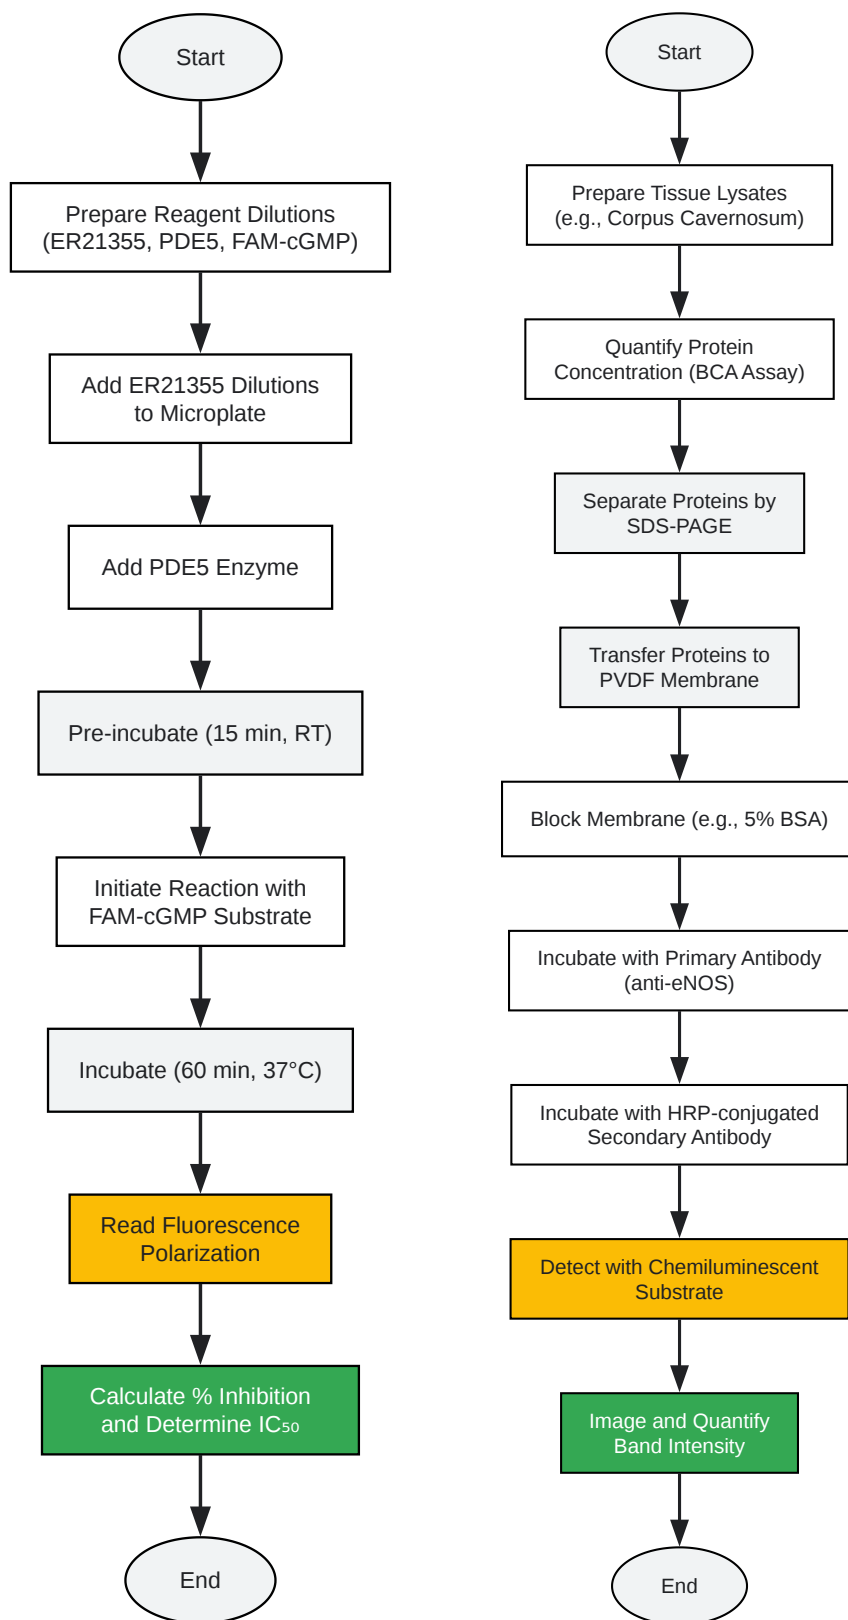 Start
Prepare Reagent Dilutions
(ER21355, PDE5, FAM-cGMP)
Add ER21355 Dilutions
to Microplate
Add PDE5 Enzyme
Pre-incubate (15 min, RT)
Initiate Reaction with
FAM-cGMP Substrate
Incubate (60 min, 37°C)
Read Fluorescence
Polarization
Calculate % Inhibition
and Determine IC₅₀
End
Start
Prepare Tissue Lysates
(e.g., Corpus Cavernosum)
Quantify Protein
Concentration (BCA Assay)
Separate Proteins by
SDS-PAGE
Transfer Proteins to
PVDF Membrane
Block Membrane (e.g., 5% BSA)
Incubate with Primary Antibody
(anti-eNOS)
Incubate with HRP-conjugated
Secondary Antibody
Detect with Chemiluminescent
Substrate
Image and Quantify
Band Intensity
End